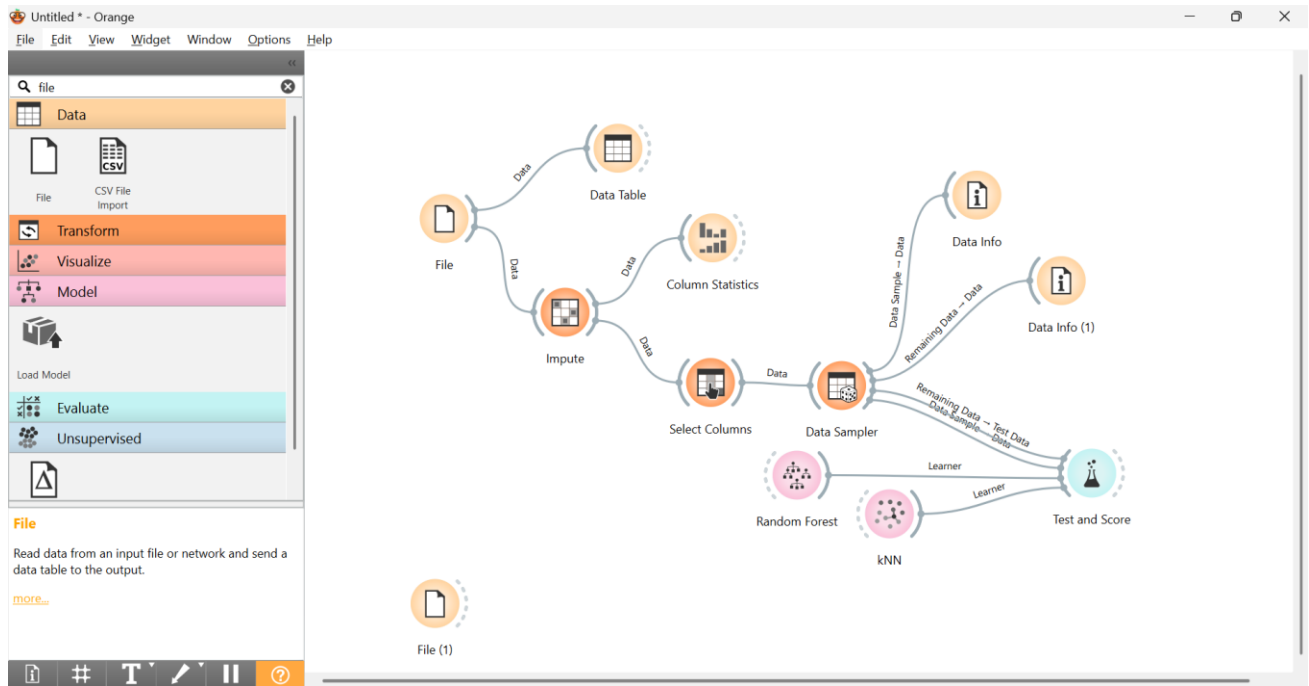 Untitled * - Orange
File Edit View Widget Window Options Help
file
Data
File
CSV File
Import
CSV
Transform
Visualize
Model
Load Model
Evaluate
Unsupervised
File
Read data from an input file or network and send a
data table to the output.
more...
Data
Data Table
File
Data
Data
Column Statistics
Impute
Data
Select Columns
Data
Data Sampler
Data Sample → Data
Data Info
Remaining Data → Data
Data Info (1)
Remaining Data → Test Data
Data Sample → Data
Learner
Random Forest
Learner
kNN
Test and Score
File (1)